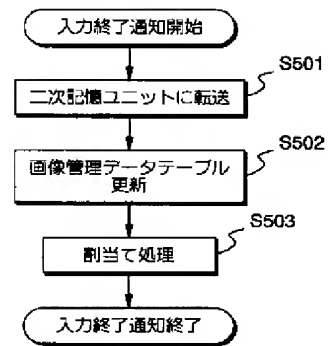 入力終了通知開始
S501
二次記憶ユニットに転送
S502
画像管理データテーブル
更新
S503
割当て処理
入力終了通知終了